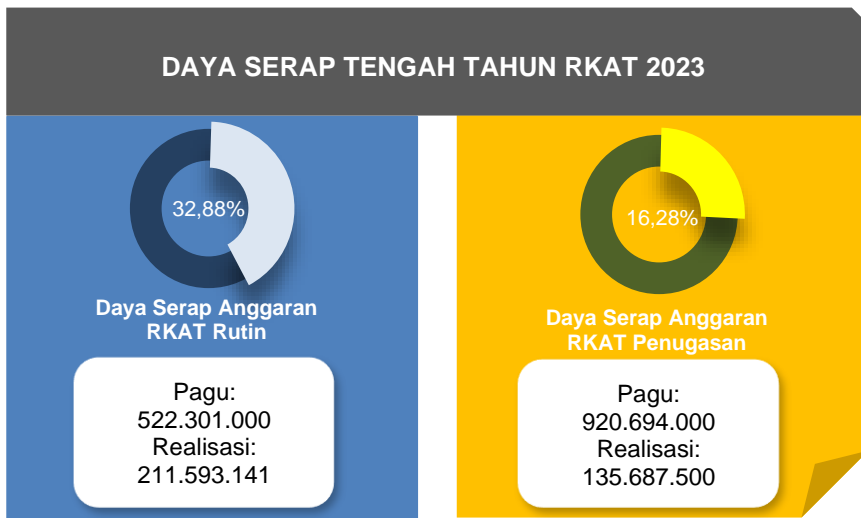 DAYA SERAP TENGAH TAHUN RKAT 2023
32,88%
Daya Serap Anggaran
RKAT Rutin
Pagu:
522.301.000
Realisasi:
211.593.141
16,28%
Daya Serap Anggaran
RKAT Penugasan
Pagu:
920.694.000
Realisasi:
135.687.500